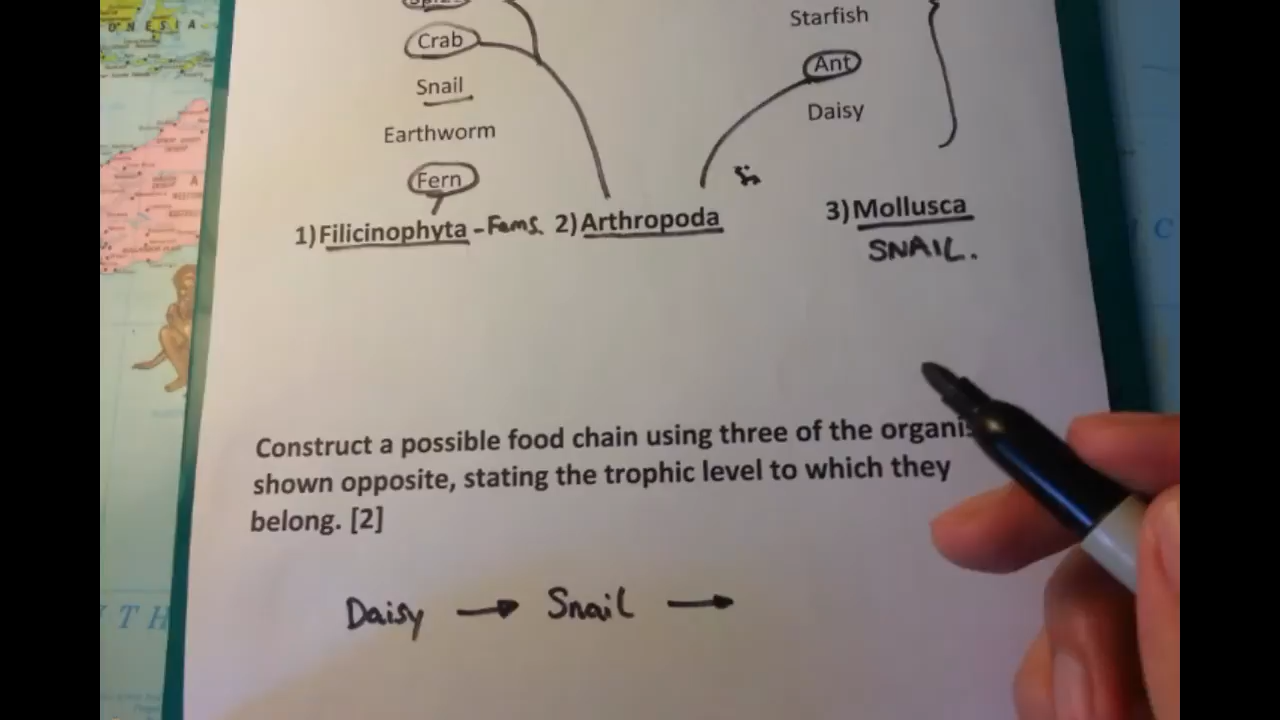 ONESIA
Crab
Snail
Earthworm
Fern
Starfish
Ant
Daisy
1) Filicinophyta - Ferns. 2) Arthropoda
3) Mollusca
SNAIL.
Construct a possible food chain using three of the
shown opposite, stating the trophic level to which they
belong. [2]
Daisy → Snail →